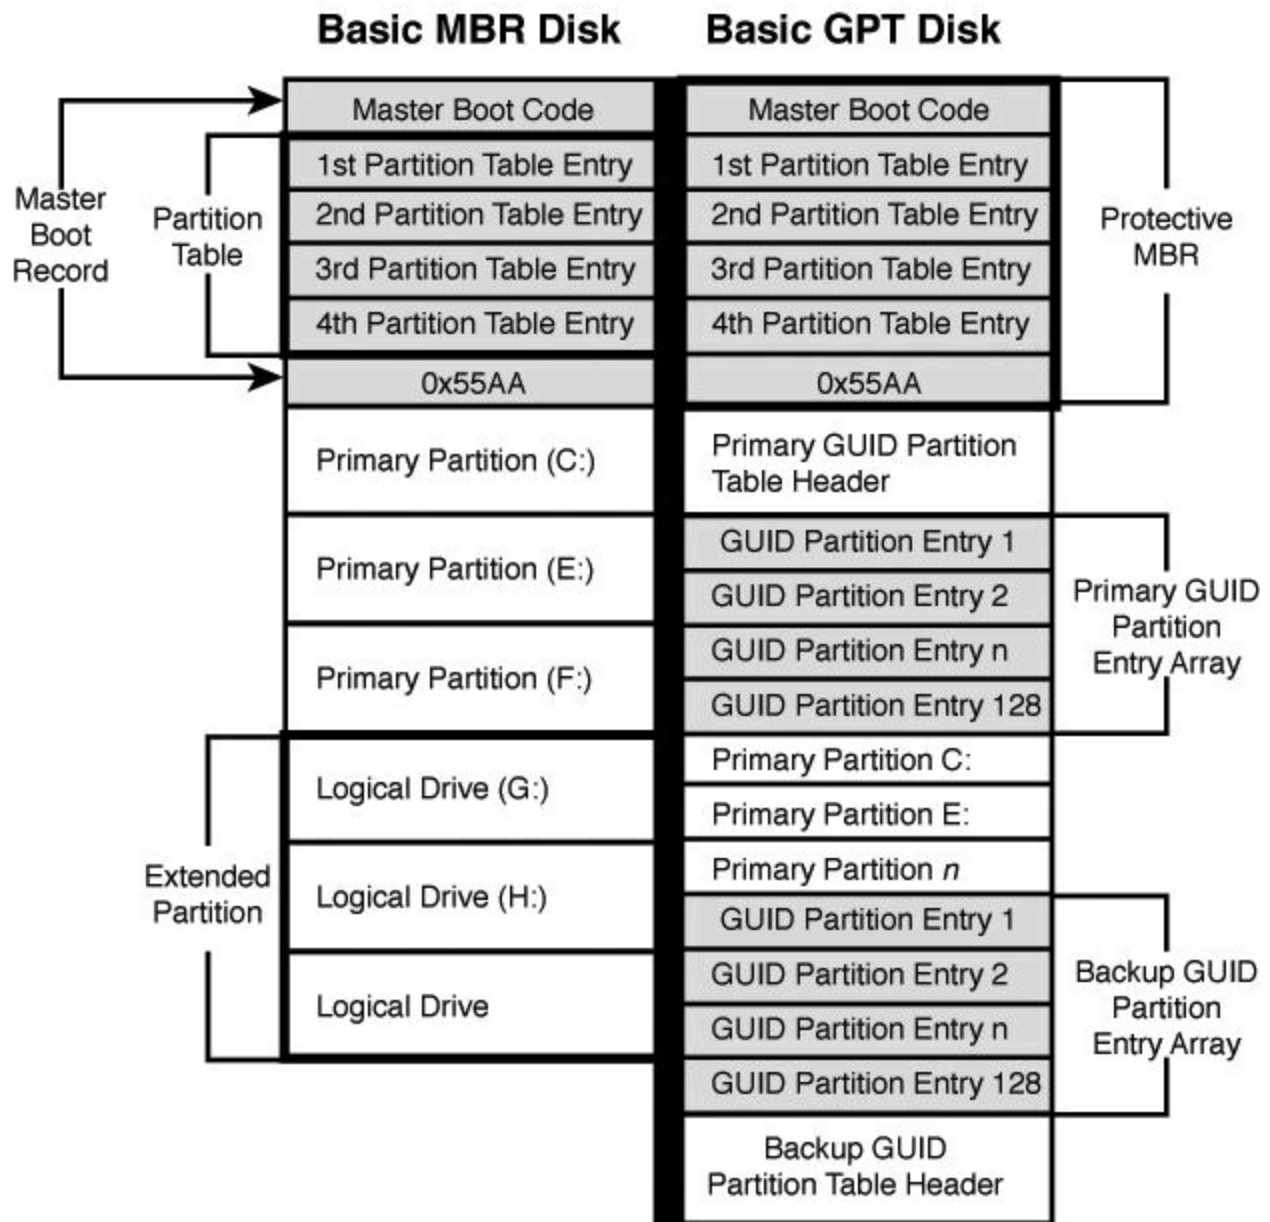 Basic MBR Disk
Basic GPT Disk
Master
Boot
Record
Partition
Table
Master Boot Code
1st Partition Table Entry
2nd Partition Table Entry
3rd Partition Table Entry
4th Partition Table Entry
0x55AA
Primary Partition (C:)
Primary Partition (E:)
Primary Partition (F:)
Extended
Partition
Logical Drive (G:)
Logical Drive (H:)
Logical Drive
Master Boot Code
1st Partition Table Entry
2nd Partition Table Entry
3rd Partition Table Entry
4th Partition Table Entry
0x55AA
Protective
MBR
Primary GUID Partition
Table Header
GUID Partition Entry 1
GUID Partition Entry 2
GUID Partition Entry n
GUID Partition Entry 128
Primary GUID
Partition
Entry Array
Primary Partition C:
Primary Partition E:
Primary Partition n
GUID Partition Entry 1
GUID Partition Entry 2
GUID Partition Entry n
GUID Partition Entry 128
Backup GUID
Partition
Entry Array
Backup GUID
Partition Table Header